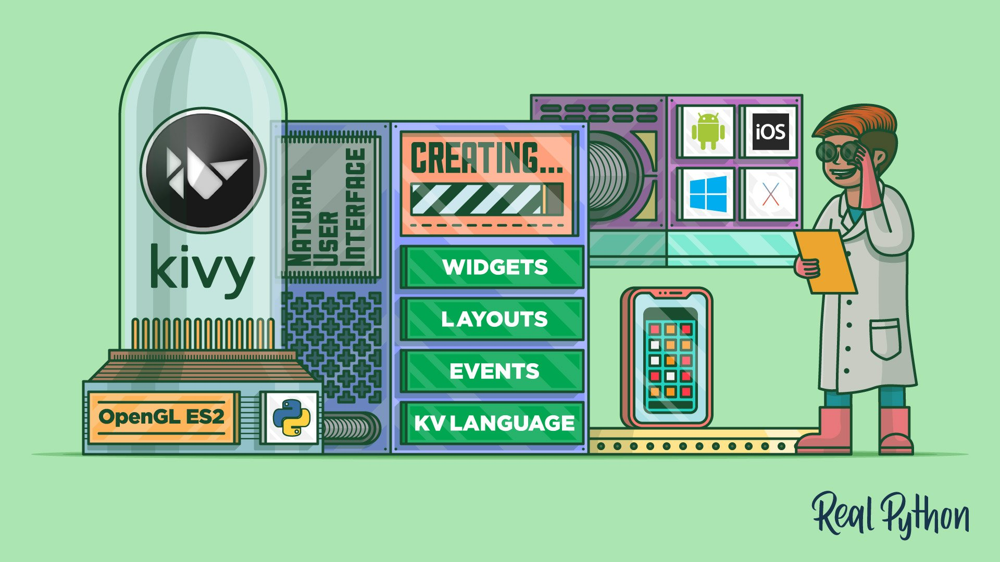 kivy
OpenGL ES2
NATURAL
USER
INTERFACE
CREATING...
WIDGETS
LAYOUTS
EVENTS
KV LANGUAGE
iOS
Real Python